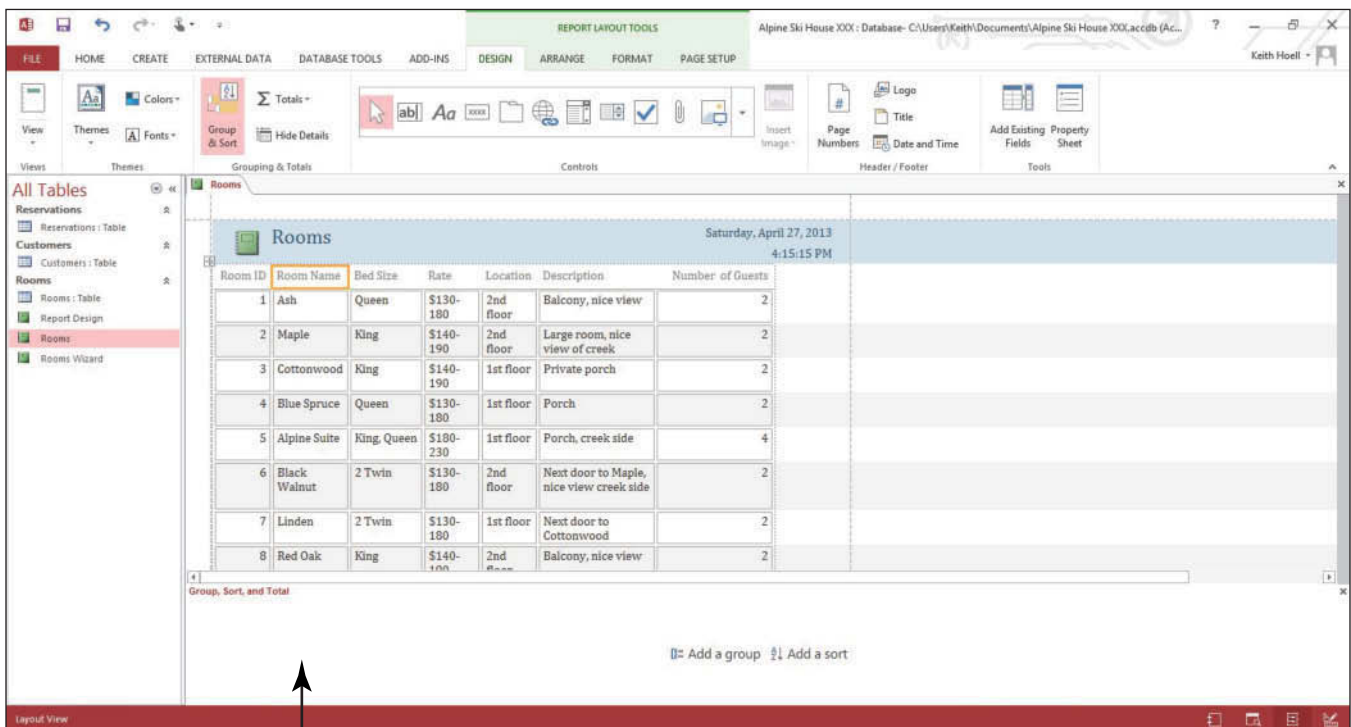 REPORT LAYOUT TOOLS
Alpine Ski House XXX : Database- C:\Users\Keith\Documents\Alpine Ski House XXX.accdb (Ac...
?
FILE HOME CREATE EXTERNAL DATA DATABASE TOOLS ADD-INS DESIGN ARRANGE FORMAT PAGE SETUP
Keith Hoell
View
Themes
Aa
Colors
A Fonts
Group & Sort
Σ Totals
Hide Details
ab| Aa xxxx
Insert Image
# Page Numbers
Logo
Title
Date and Time
Add Existing Fields
Property Sheet
Views Themes Grouping & Totals Controls Header / Footer Tools
All Tables
Reservations
Reservations : Table
Customers
Customers : Table
Rooms
Rooms : Table
Report Design
Rooms
Rooms Wizard
Rooms
Rooms
Saturday, April 27, 2013
4:15:15 PM
Room ID Room Name Bed Size Rate Location Description Number of Guests
1 Ash Queen $130-180 2nd floor Balcony, nice view 2
2 Maple King $140-190 2nd floor Large room, nice view of creek 2
3 Cottonwood King $140-190 1st floor Private porch 2
4 Blue Spruce Queen $130-180 1st floor Porch 2
5 Alpine Suite King, Queen $180-230 1st floor Porch, creek side 4
6 Black Walnut 2 Twin $130-180 2nd floor Next door to Maple, nice view creek side 2
7 Linden 2 Twin $130-180 1st floor Next door to Cottonwood 2
8 Red Oak King $140-190 2nd floor Balcony, nice view 2
Group, Sort, and Total
Add a group Add a sort
Layout View